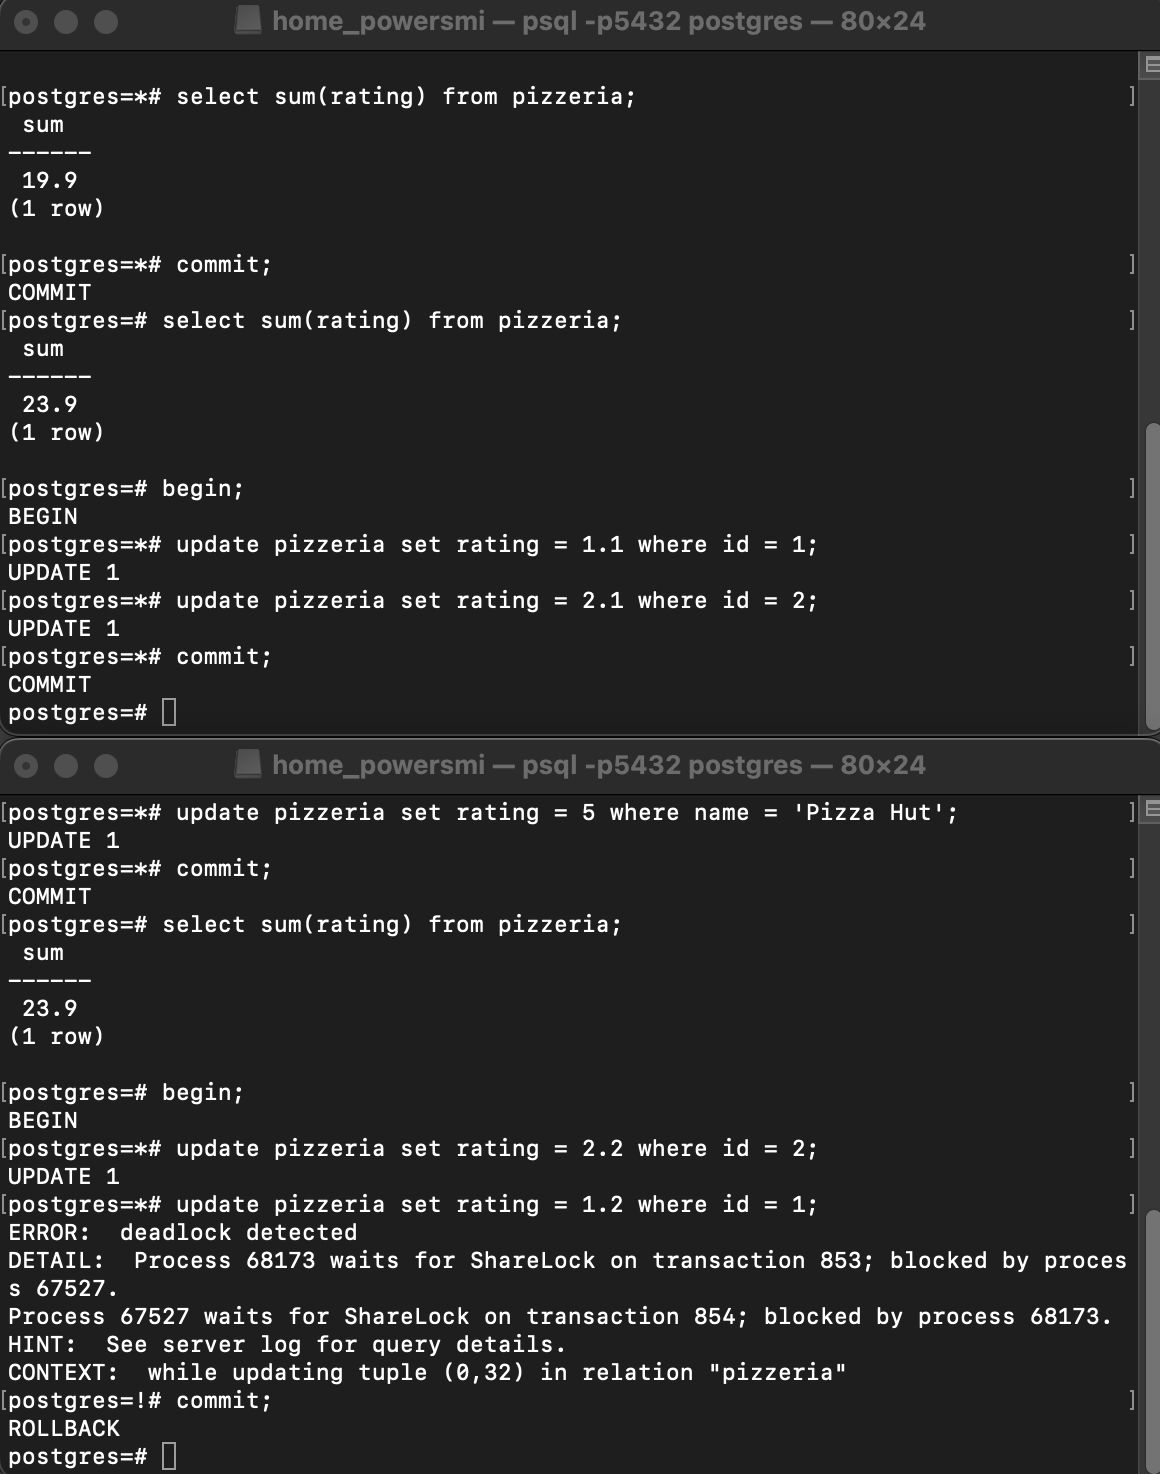 home_powersmi — psql -p5432 postgres — 80×24
[postgres=*# select sum(rating) from pizzeria; ]
 sum
------
 19.9
(1 row)
[postgres=*# commit; ]
COMMIT
[postgres=# select sum(rating) from pizzeria; ]
 sum
------
 23.9
(1 row)
[postgres=# begin; ]
BEGIN
[postgres=*# update pizzeria set rating = 1.1 where id = 1; ]
UPDATE 1
[postgres=*# update pizzeria set rating = 2.1 where id = 2; ]
UPDATE 1
[postgres=*# commit; ]
COMMIT
postgres=#
home_powersmi — psql -p5432 postgres — 80×24
[postgres=*# update pizzeria set rating = 5 where name = 'Pizza Hut'; ]
UPDATE 1
[postgres=*# commit; ]
COMMIT
[postgres=# select sum(rating) from pizzeria; ]
 sum
------
 23.9
(1 row)
[postgres=# begin; ]
BEGIN
[postgres=*# update pizzeria set rating = 2.2 where id = 2; ]
UPDATE 1
[postgres=*# update pizzeria set rating = 1.2 where id = 1; ]
ERROR:  deadlock detected
DETAIL:  Process 68173 waits for ShareLock on transaction 853; blocked by proces
s 67527.
Process 67527 waits for ShareLock on transaction 854; blocked by process 68173.
HINT:  See server log for query details.
CONTEXT:  while updating tuple (0,32) in relation "pizzeria"
[postgres=!# commit; ]
ROLLBACK
postgres=#